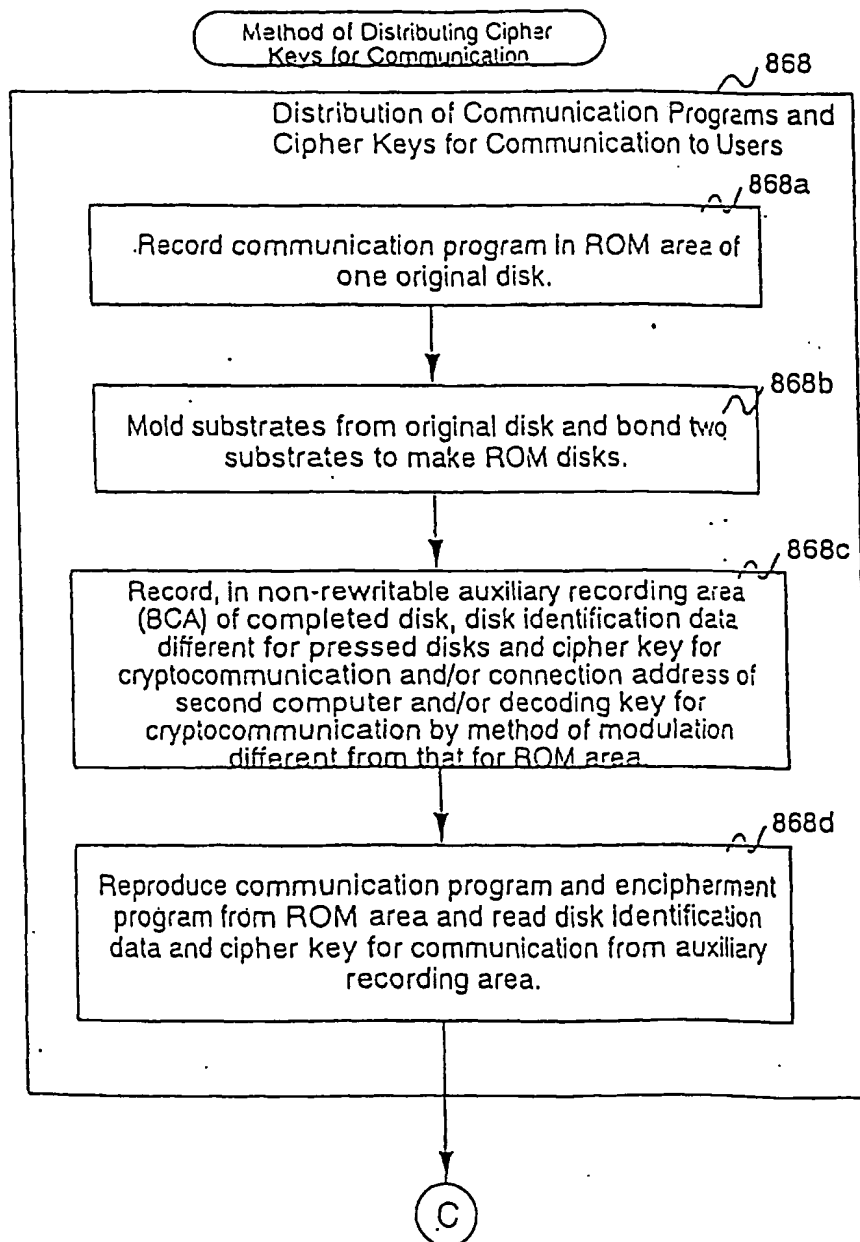 Method of Distributing Cipher
Keys for Communication
868
Distribution of Communication Programs and
Cipher Keys for Communication to Users
868a
Record communication program in ROM area of
one original disk.
868b
Mold substrates from original disk and bond two
substrates to make ROM disks.
868c
Record, in non-rewritable auxiliary recording area
(BCA) of completed disk, disk identification data
different for pressed disks and cipher key for
cryptocommunication and/or connection address of
second computer and/or decoding key for
cryptocommunication by method of modulation
different from that for ROM area
868d
Reproduce communication program and encipherment
program from ROM area and read disk identification
data and cipher key for communication from auxiliary
recording area.
C